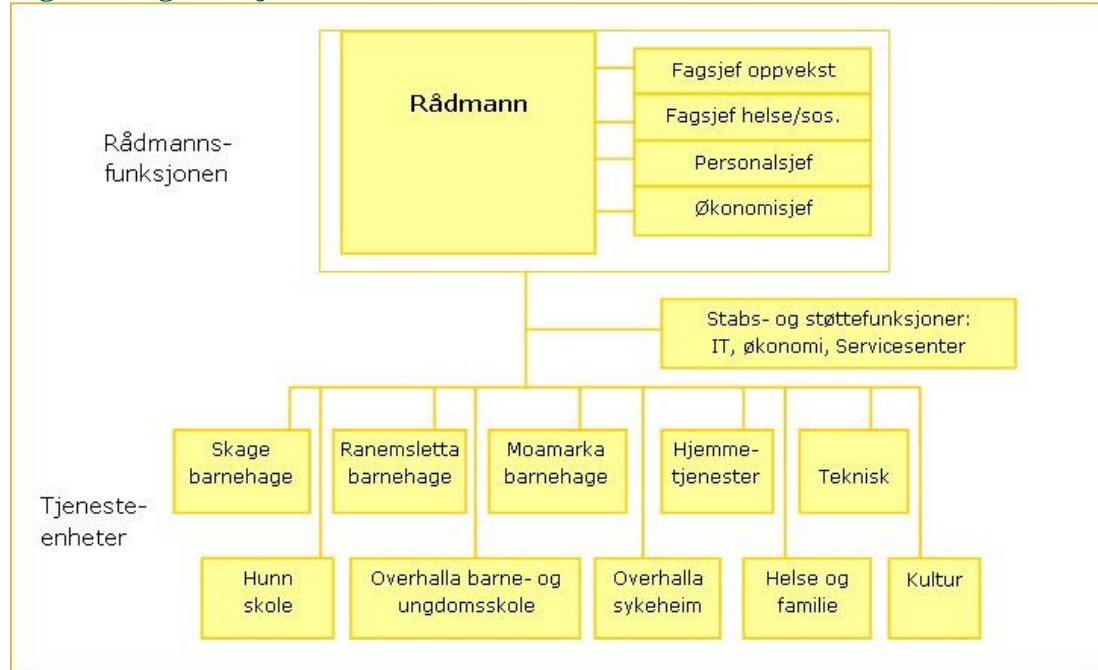 Rådmann
Fagsjef oppvekst
Fagsjef helse/sos.
Personalsjef
Økonomisjef
Rådmanns-
funksjonen
Stabs- og støttefunksjoner:
IT, økonomi, Servicesenter
Skage
barnehage
Ranemsletta
barnehage
Moamarka
barnehage
Hjemme-
tjenester
Teknisk
Tjeneste-
enheter
Hunn
skole
Overhalla barne- og
ungdomsskole
Overhalla
sykeheim
Helse og
familie
Kultur